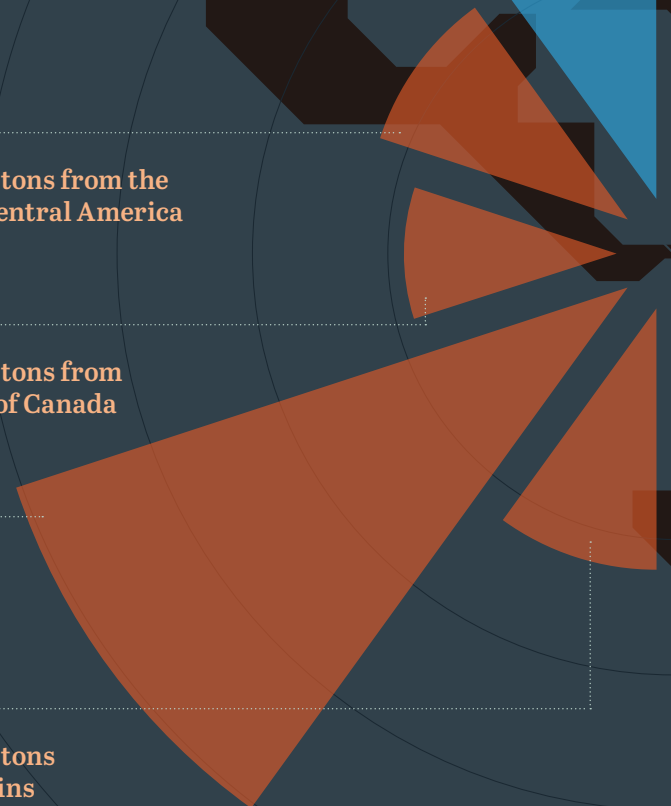 tons from the
entral America
tons from
of Canada
tons
ins